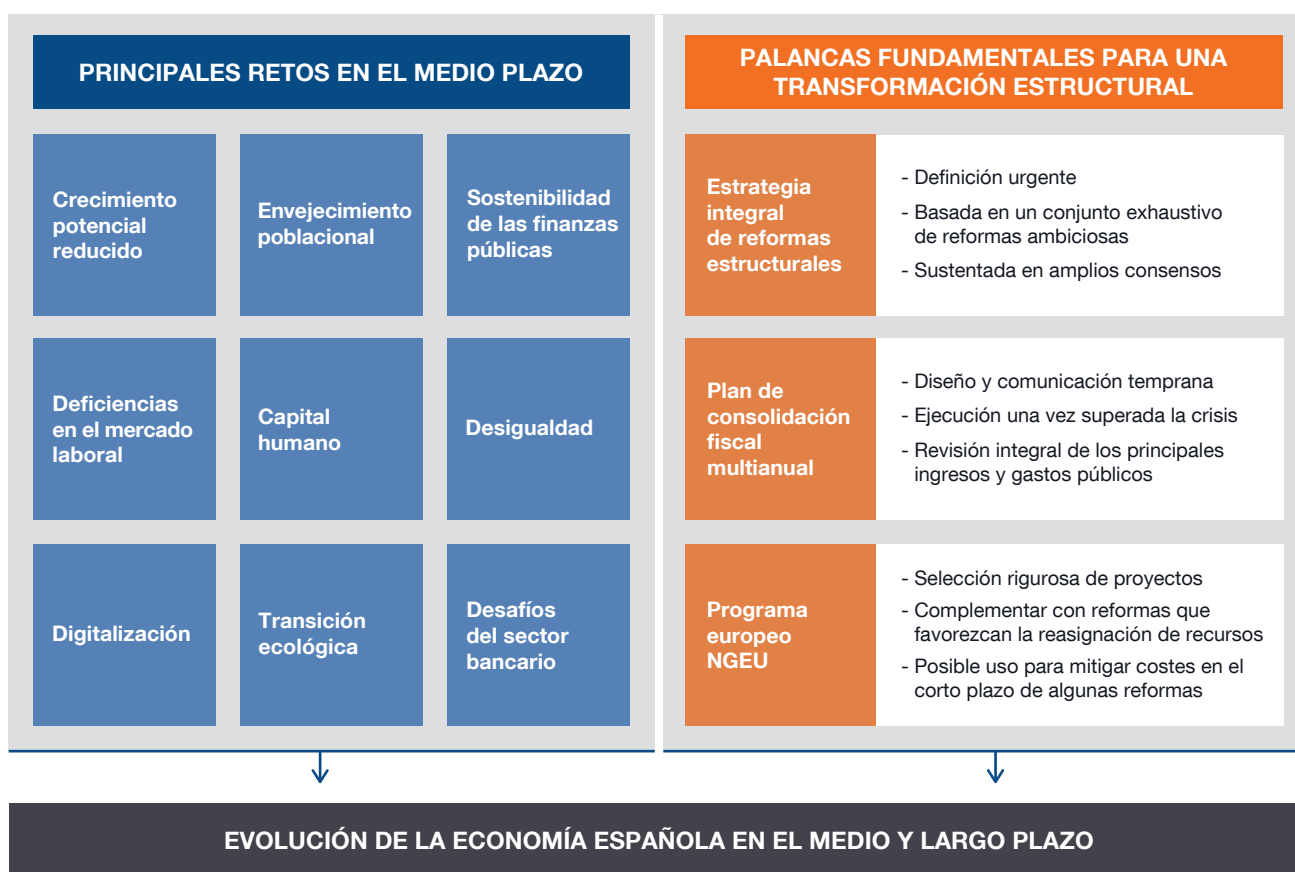 PRINCIPALES RETOS EN EL MEDIO PLAZO
Crecimiento
potencial
reducido
Envejecimiento
poblacional
Sostenibilidad
de las finanzas
públicas
Deficiencias
en el mercado
laboral
Capital
humano
Desigualdad
Digitalización
Transición
ecológica
Desafíos
del sector
bancario
PALANCAS FUNDAMENTALES PARA UNA
TRANSFORMACIÓN ESTRUCTURAL
Estrategia
integral
de reformas
estructurales
- Definición urgente
- Basada en un conjunto exhaustivo
de reformas ambiciosas
- Sustentada en amplios consensos
Plan de
consolidación
fiscal
multianual
- Diseño y comunicación temprana
- Ejecución una vez superada la crisis
- Revisión integral de los principales
ingresos y gastos públicos
Programa
europeo
NGEU
- Selección rigurosa de proyectos
- Complementar con reformas que
favorezcan la reasignación de recursos
- Posible uso para mitigar costes en el
corto plazo de algunas reformas
EVOLUCIÓN DE LA ECONOMÍA ESPAÑOLA EN EL MEDIO Y LARGO PLAZO